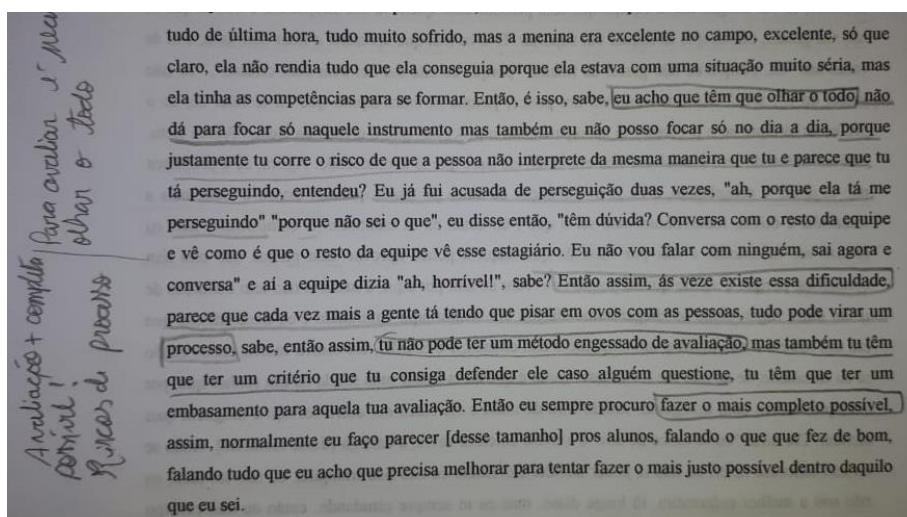 tudo de última hora, tudo muito sofrido, mas a menina era excelente no campo, excelente, só que
claro, ela não rendia tudo que ela conseguia porque ela estava com uma situação muito séria, mas
ela tinha as competências para se formar. Então, é isso, sabe, eu acho que têm que olhar o todo, não
dá para focar só naquele instrumento mas também eu não posso focar só no dia a dia, porque
justamente tu corre o risco de que a pessoa não interprete da mesma maneira que tu e parece que tu
tá perseguindo, entendeu? Eu já fui acusada de perseguição duas vezes, "ah, porque ela tá me
perseguindo" "porque não sei o que", eu disse então, "têm dúvida? Conversa com o resto da equipe
e vê como é que o resto da equipe vê esse estagiário. Eu não vou falar com ninguém, sai agora e
conversa" e aí a equipe dizia "ah, horrível!", sabe? Então assim, ás veze existe essa dificuldade,
parece que cada vez mais a gente tá tendo que pisar em ovos com as pessoas, tudo pode virar um
processo, sabe, então assim, tu não pode ter um método engessado de avaliação, mas também tu têm
que ter um critério que tu consiga defender ele caso alguém questione, tu têm que ter um
embasamento para aquela tua avaliação. Então eu sempre procuro fazer o mais completo possível,
assim, normalmente eu faço parecer [desse tamanho] pros alunos, falando o que que fez de bom,
falando tudo que eu acho que precisa melhorar para tentar fazer o mais justo possível dentro daquilo
que eu sei.
Para avaliar é
olhar o todo
Avaliação + completa
Riscos de processo